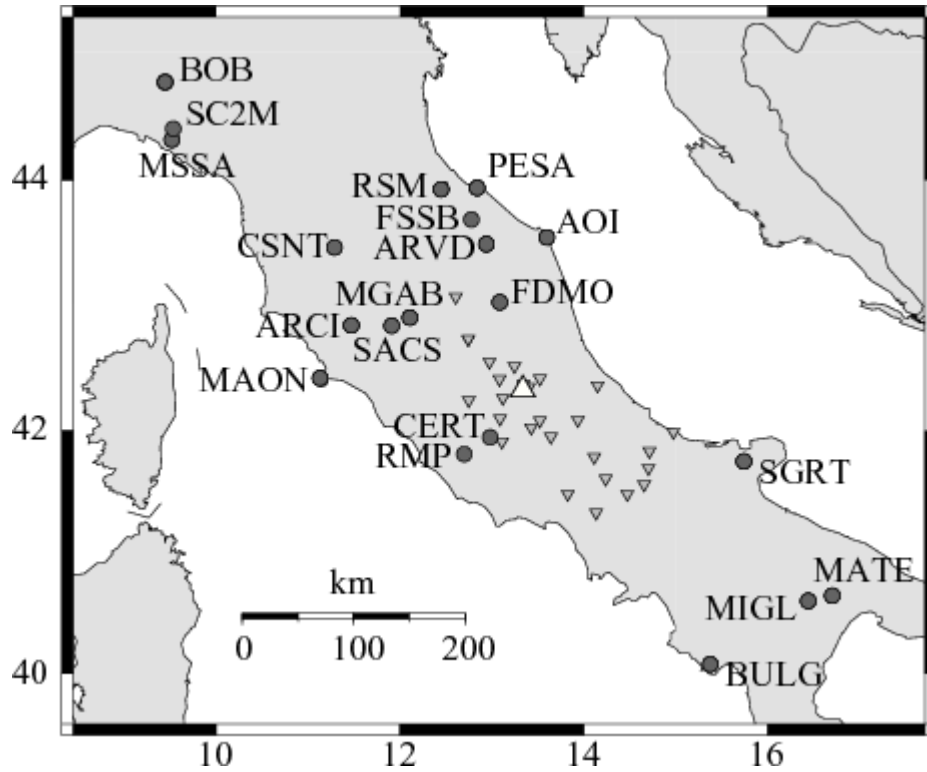 BOB
SC2M
MSSA
44
PESA
RSM
FSSB
AOI
CSNT
ARVD
MGAB
FDMO
ARCI
SACS
MAON
42
CERT
RMP
SGRT
km
MATE
MIGL
0 100 200
40
BULG
10 12 14 16